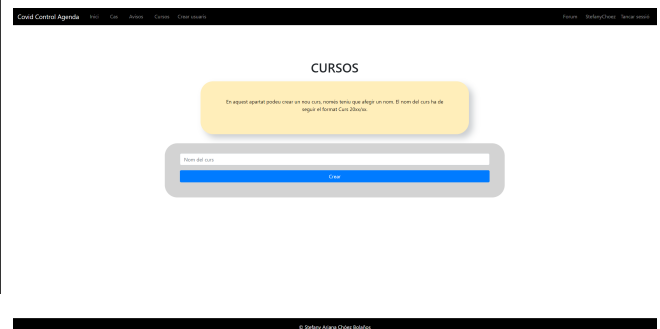 Covid Control Agenda Inici Cas Avisos Cursos Crear usuaris Forum StefanyChoez Tancar sessió
CURSOS
En aquest apartat podeu crear un nou curs, només teniu que afegir un nom. El nom del curs ha de
seguir el format Curs 20xx/xx.
Nom del curs
Crear
© Stefany Ariana Chóez Bolaños